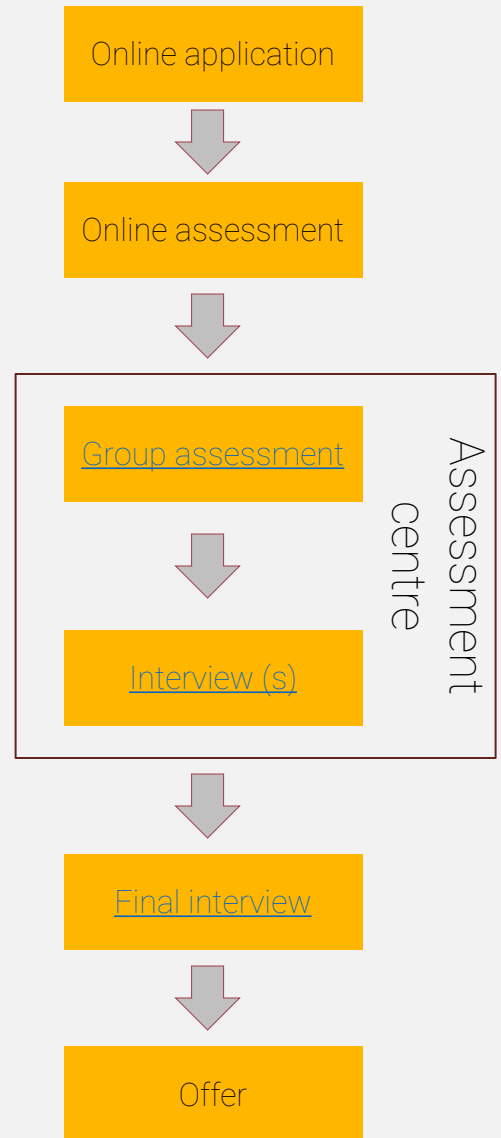 Online application
Online assessment
Group assessment
Interview (s)
Assessment
centre
Final interview
Offer